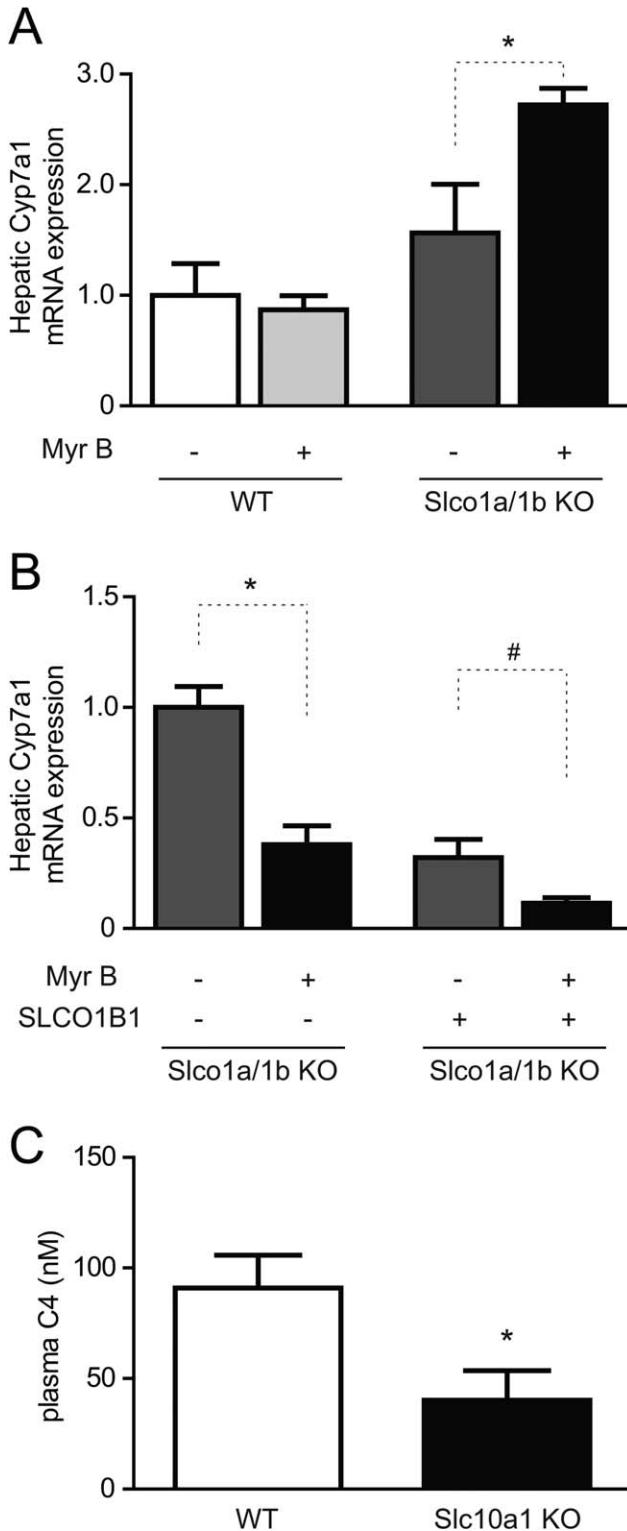 A
Hepatic Cyp7a1
mRNA expression
3.0
2.0
1.0
0
*
Myr B - + - +
WT Slco1a/1b KO
B
Hepatic Cyp7a1
mRNA expression
1.5
1.0
0.5
0
* #
Myr B - + - +
SLCO1B1 - - + +
Slco1a/1b KO Slco1a/1b KO
C
plasma C4 (nM)
150
100
50
0
*
WT Slc10a1 KO